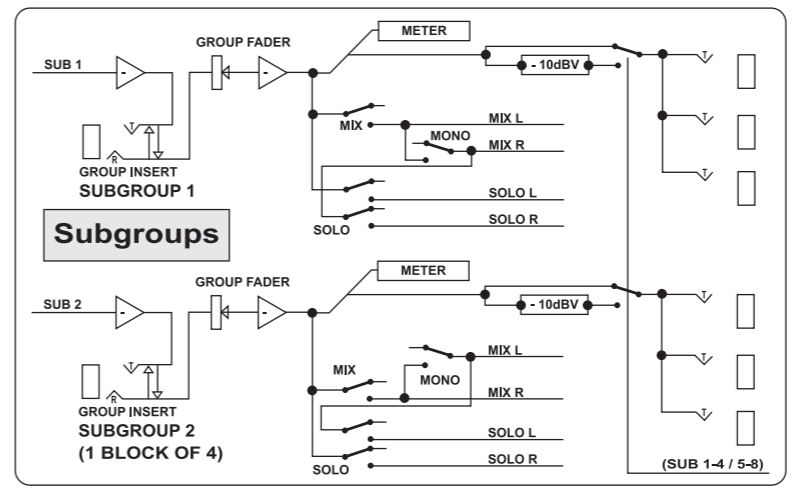 METER
GROUP FADER
SUB 1
- 10dBV
T
-
-
MIX
MIX L
MONO
MIX R
T
T
T
R
GROUP INSERT
SUBGROUP 1
SOLO L
SOLO R
SOLO
Subgroups
METER
GROUP FADER
SUB 2
- 10dBV
T
-
-
MIX L
MIX
MONO
MIX R
T
T
T
R
GROUP INSERT
SUBGROUP 2
(1 BLOCK OF 4)
SOLO L
SOLO R
SOLO
(SUB 1-4 / 5-8)